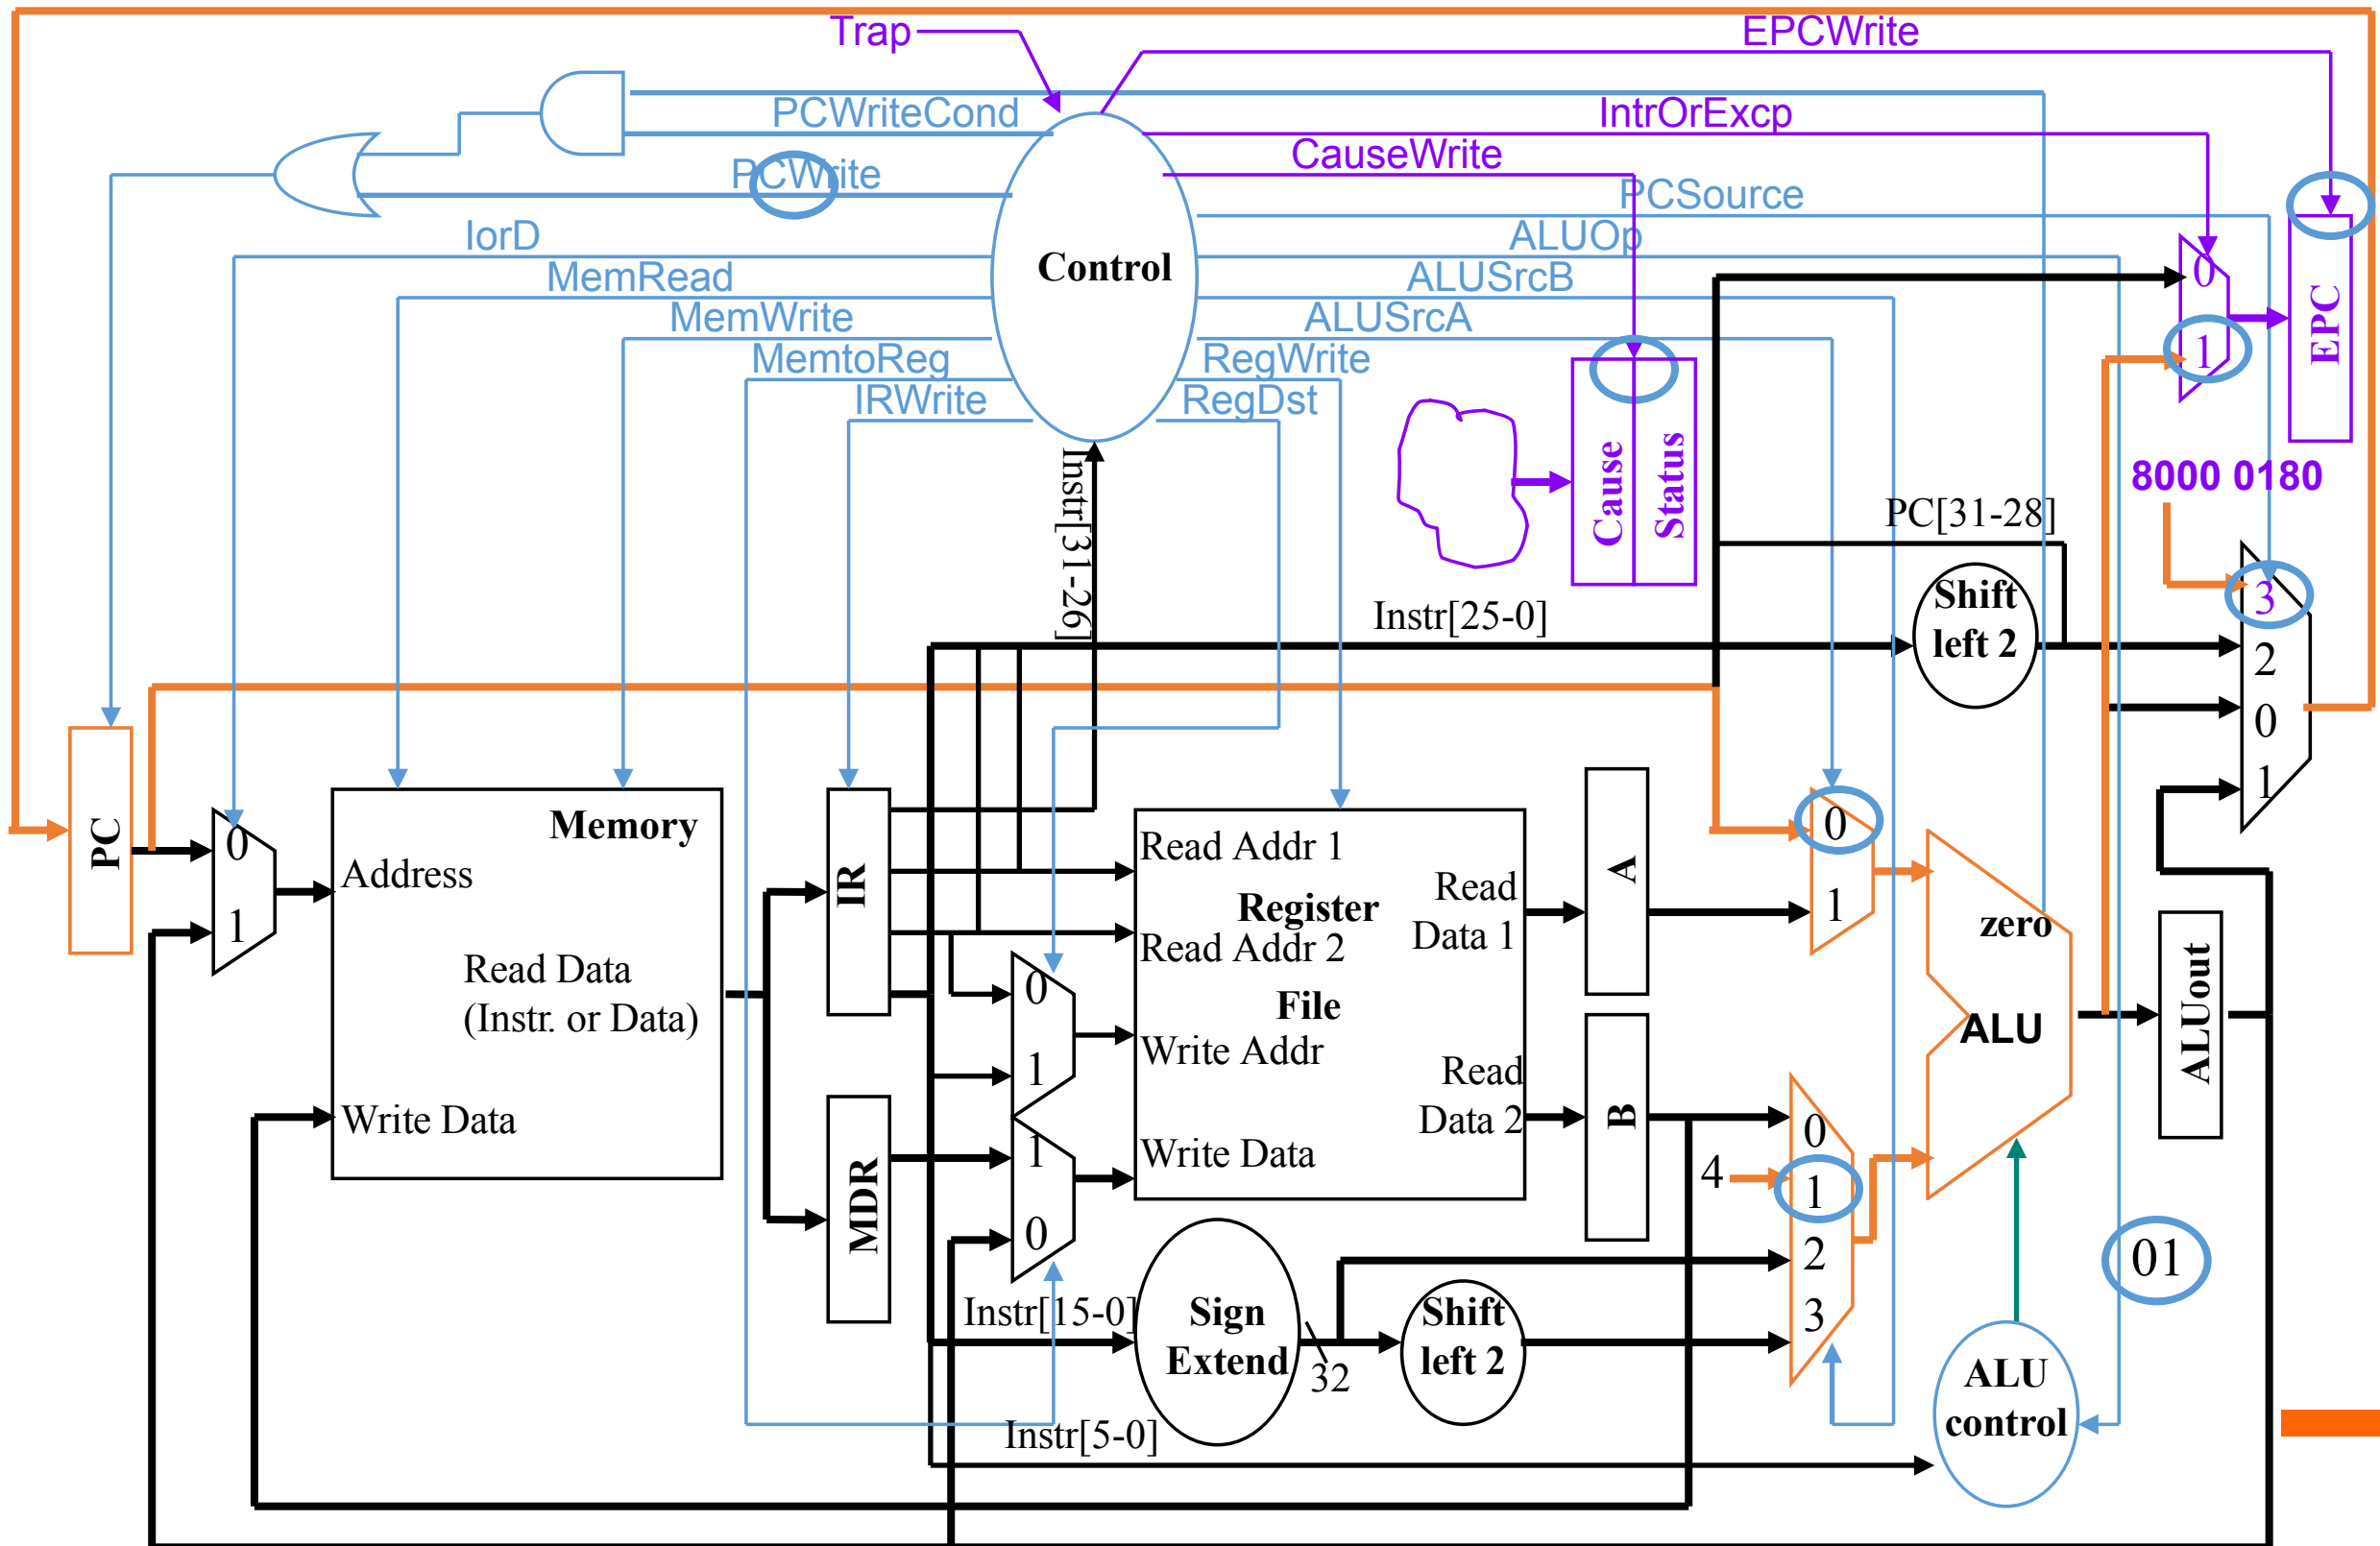 Trap
EPCWrite
PCWriteCond
IntrOrExcp
CauseWrite
PCWrite
PCSource
IorD
ALUOp
Control
MemRead
ALUSrcB
0
MemWrite
ALUSrcA
EPC
MemtoReg
RegWrite
1
IRWrite
RegDst
Instr[31-26]
Cause
Status
8000 0180
PC[31-28]
Instr[25-0]
Shift
left 2
3
2
0
1
PC
0
1
Memory
Address
Read Data
(Instr. or Data)
Write Data
IR
MDR
Read Addr 1
Register
Read Addr 2
File
Write Addr
Write Data
Read
Data 1
Read
Data 2
0
1
1
0
A
B
0
1
zero
ALU
ALUout
4
0
1
2
3
01
Instr[15-0]
Sign
Extend
32
Shift
left 2
ALU
control
Instr[5-0]